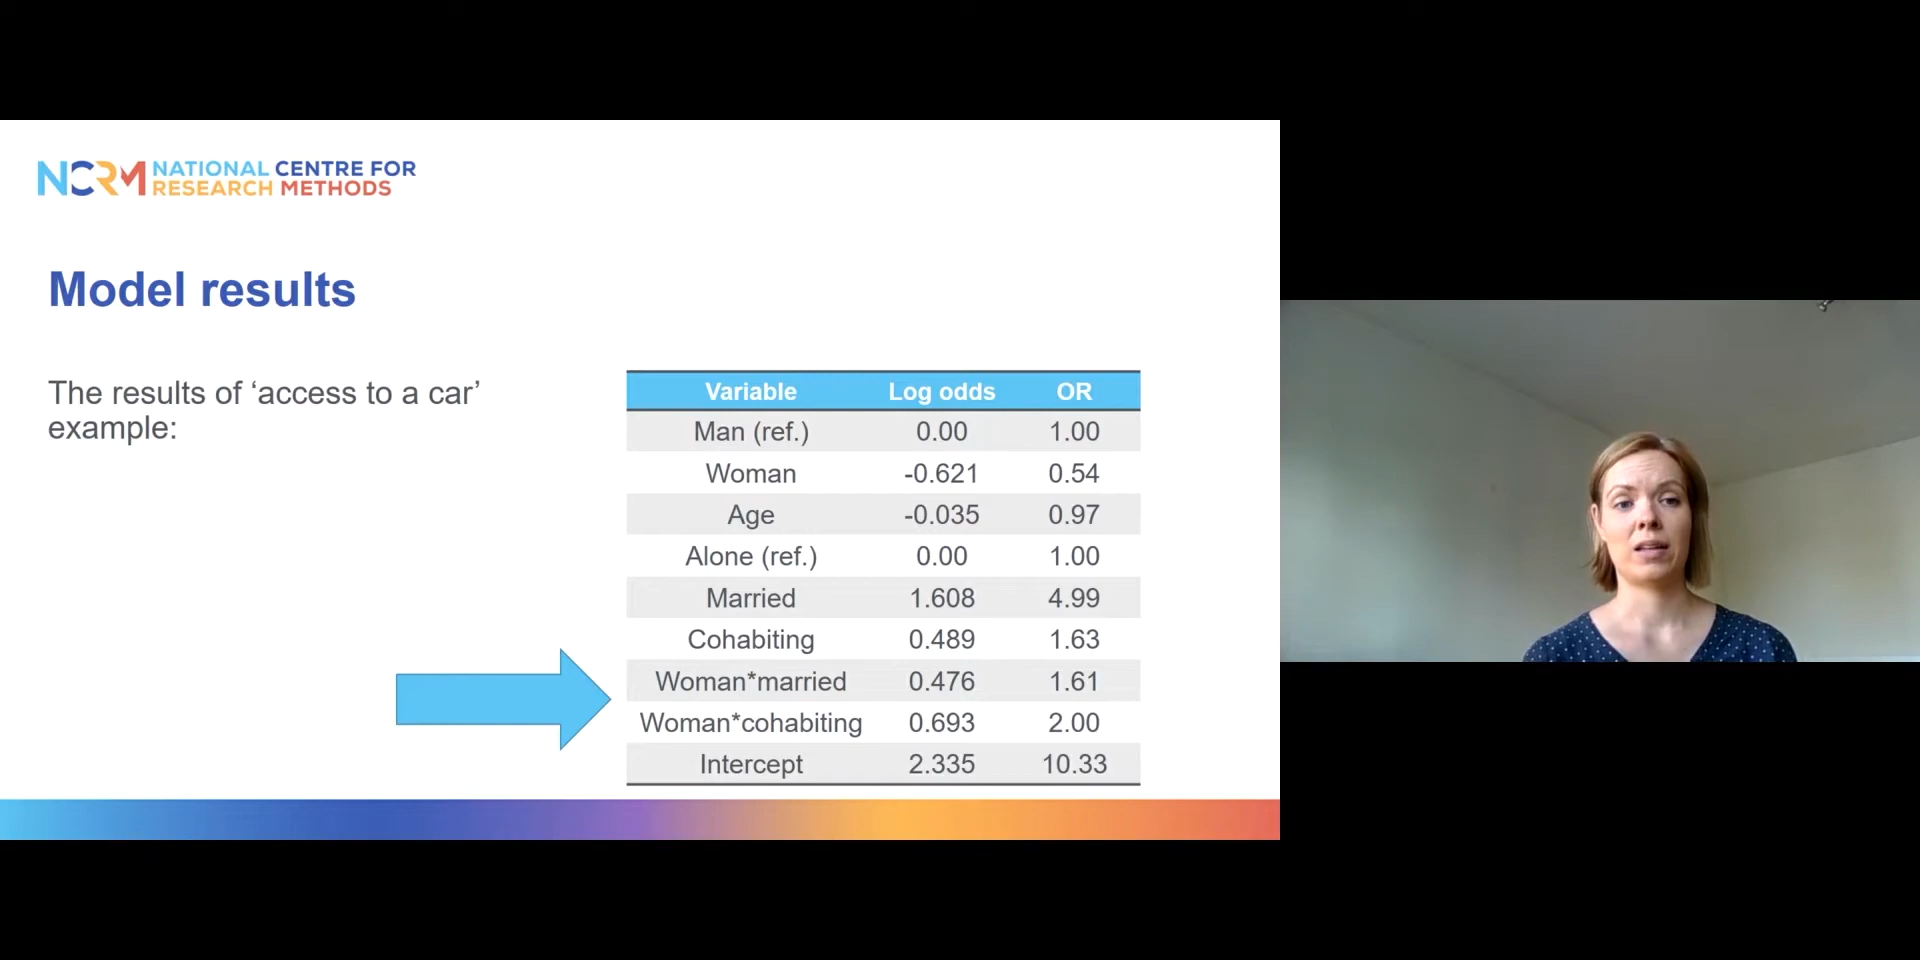 NCRM NATIONAL CENTRE FOR
RESEARCH METHODS
Model results
The results of ‘access to a car’
example:
Variable Log odds OR
Man (ref.) 0.00 1.00
Woman -0.621 0.54
Age -0.035 0.97
Alone (ref.) 0.00 1.00
Married 1.608 4.99
Cohabiting 0.489 1.63
Woman*married 0.476 1.61
Woman*cohabiting 0.693 2.00
Intercept 2.335 10.33